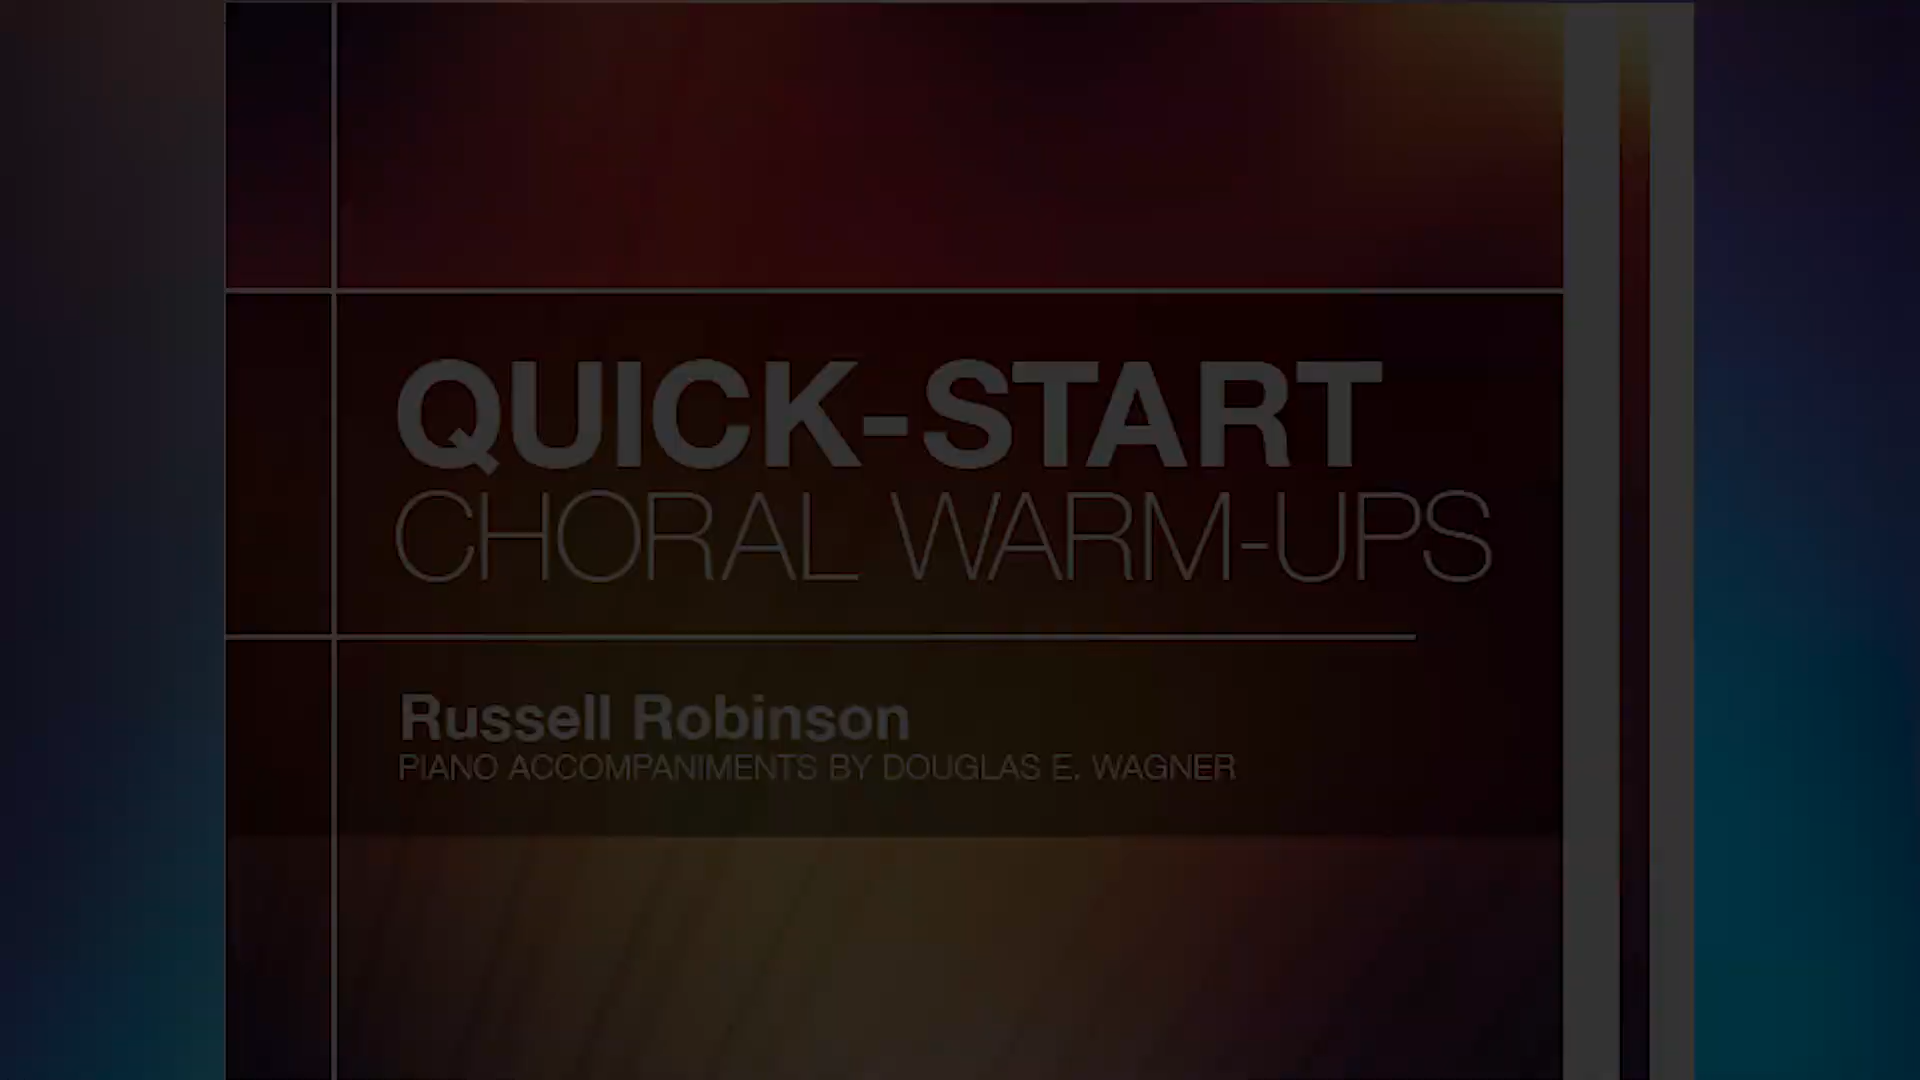 QUICK-START
CHORAL WARM-UPS
Russell Robinson
PIANO ACCOMPANIMENTS BY DOUGLAS E. WAGNER